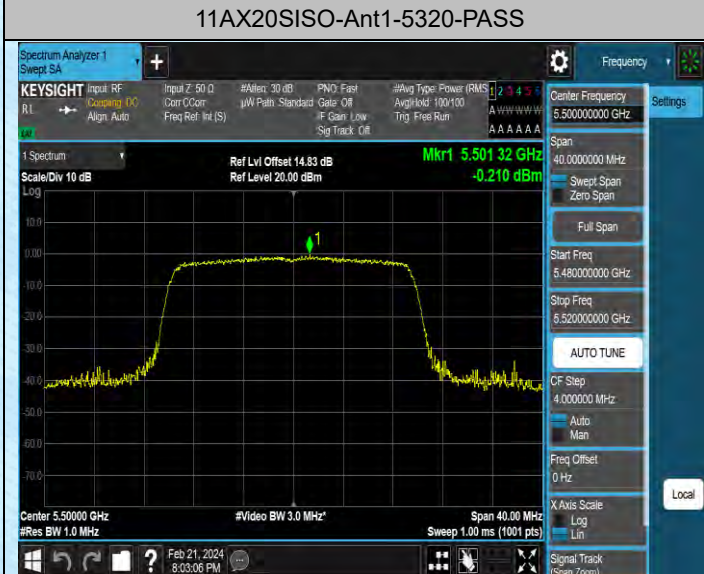 11AX20SISO-Ant1-5320-PASS
Spectrum Analyzer 1
Swept SA
Frequency
KEYSIGHT
Input: RF
Coupling: DC
Align: Auto
Input Z: 50 Ω
Corr CCorr
Freq Ref: Int (S)
#Atten: 30 dB
µW Path: Standard
PNO: Fast
Gate: Off
IF Gain: Low
Sig Track: Off
#Avg Type: Power (RMS
Avg|Hold: 100/100
Trig: Free Run
1 2 3 4 5 6
A W W W W W
A A A A A A
Center Frequency
5.500000000 GHz
Settings
Span
40.0000000 MHz
Swept Span
Zero Span
Full Span
Start Freq
5.480000000 GHz
Stop Freq
5.520000000 GHz
AUTO TUNE
CF Step
4.000000 MHz
Auto
Man
Freq Offset
0 Hz
X Axis Scale
Log
Lin
Local
Signal Track
(Span Zoom)
1 Spectrum
Scale/Div 10 dB
Log
Ref Lvl Offset 14.83 dB
Ref Level 20.00 dBm
Mkr1 5.501 32 GHz
-0.210 dBm
1
10.0
0.00
-10.0
-20.0
-30.0
-40.0
-50.0
-60.0
-70.0
Center 5.50000 GHz
#Res BW 1.0 MHz
#Video BW 3.0 MHz*
Span 40.00 MHz
Sweep 1.00 ms (1001 pts)
Feb 21, 2024
8:03:06 PM